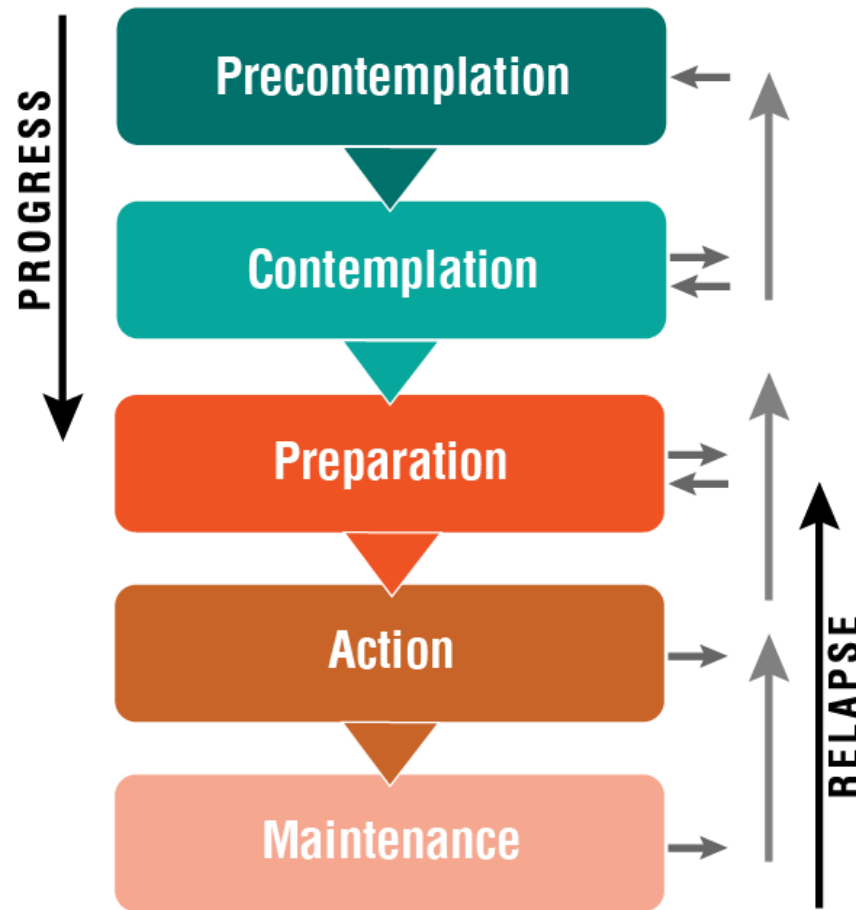 PROGRESS
Precontemplation
Contemplation
Preparation
Action
Maintenance
RELAPSE